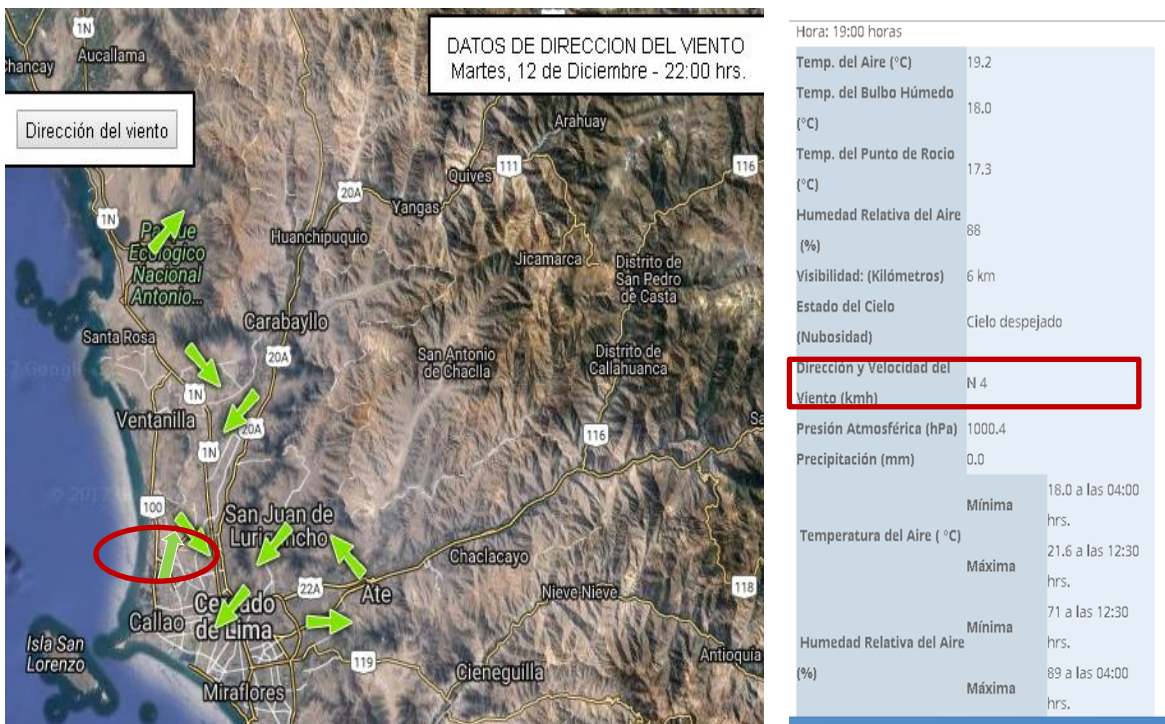 DATOS DE DIRECCION DEL VIENTO
Martes, 12 de Diciembre - 22:00 hrs.
Dirección del viento
1N
Chancay
Aucallama
Arahuay
111
116
Quives
20A
Yangas
1N
Huanchipuquio
Parque
Ecológico
Nacional
Antonio...
Jicamarca
Distrito de
San Pedro
de Casta
Santa Rosa
Carabayllo
20A
San Antonio
de Chaclla
Distrito de
Callahuanca
1N
Ventanilla
20A
116
1N
100
San Juan de
Lurigancho
Chaclacayo
22A
Ate
Nieve Nieve
118
Cercado
de Lima
Callao
Isla San
Lorenzo
119
Cieneguilla
Antioquia
Miraflores
Hora: 19:00 horas
Temp. del Aire (°C) 19.2
Temp. del Bulbo Húmedo
(°C) 18.0
Temp. del Punto de Rocio
(°C) 17.3
Humedad Relativa del Aire
(%) 88
Visibilidad: (Kilómetros) 6 km
Estado del Cielo
(Nubosidad) Cielo despejado
Dirección y Velocidad del
Viento (kmh) N 4
Presión Atmosférica (hPa) 1000.4
Precipitación (mm) 0.0
Temperatura del Aire ( °C)
Mínima 18.0 a las 04:00
hrs.
Máxima 21.6 a las 12:30
hrs.
Humedad Relativa del Aire
(%)
Mínima 71 a las 12:30
hrs.
Máxima 89 a las 04:00
hrs.